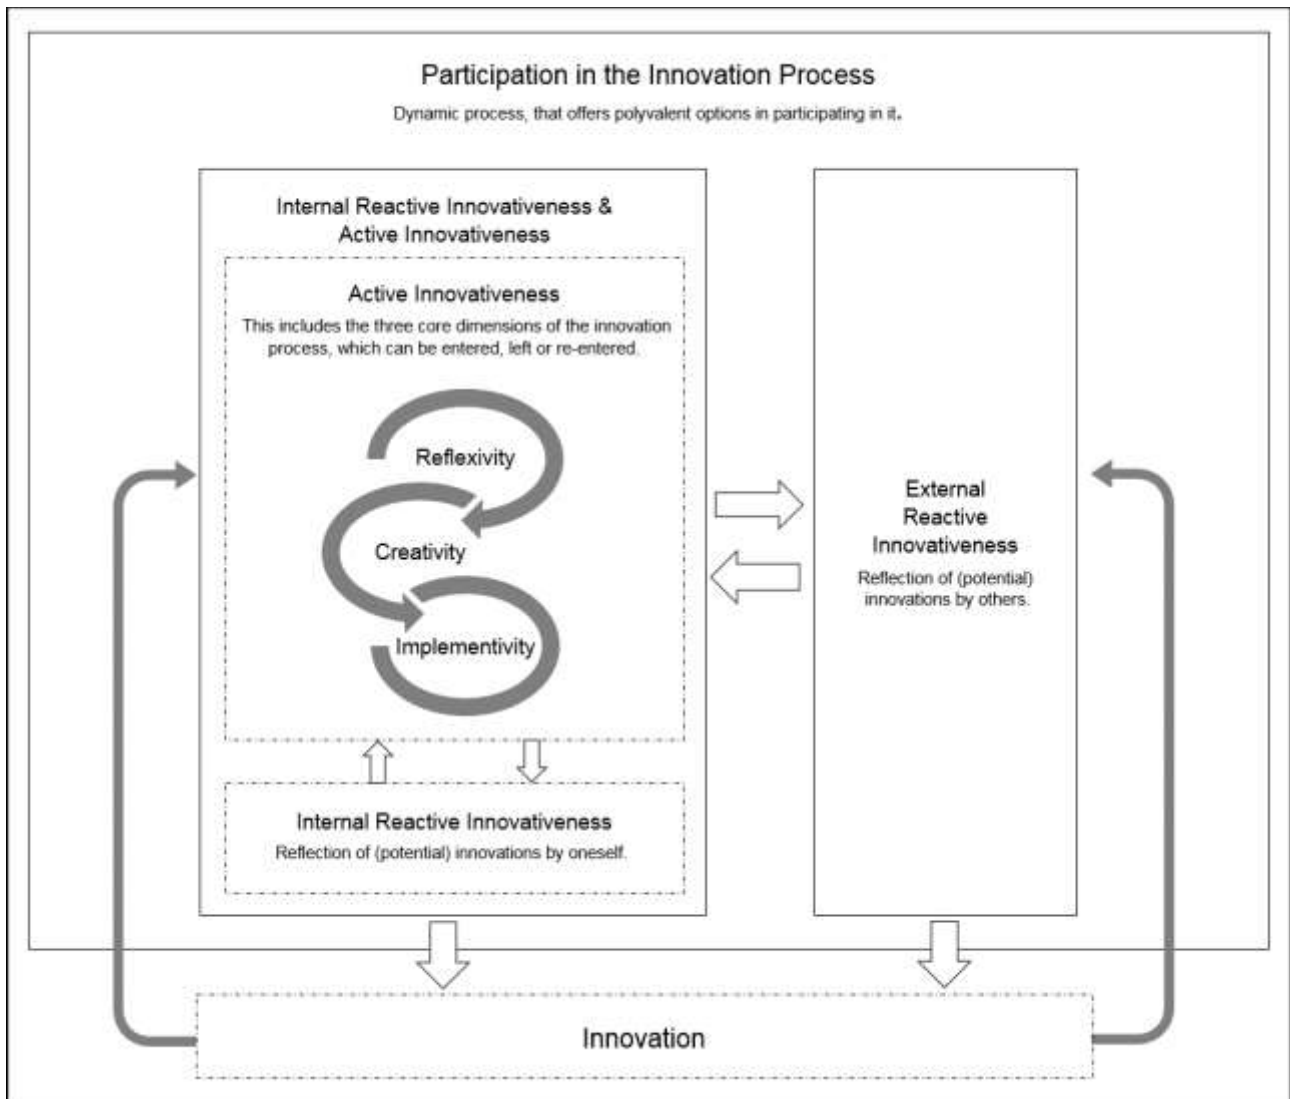 Participation in the Innovation Process
Dynamic process, that offers polyvalent options in participating in it.
Internal Reactive Innovativeness &
Active Innovativeness
Active Innovativeness
This includes the three core dimensions of the innovation
process, which can be entered, left or re-entered.
Reflexivity
Creativity
Implementivity
Internal Reactive Innovativeness
Reflection of (potential) innovations by oneself.
External
Reactive
Innovativeness
Reflection of (potential)
innovations by others.
Innovation